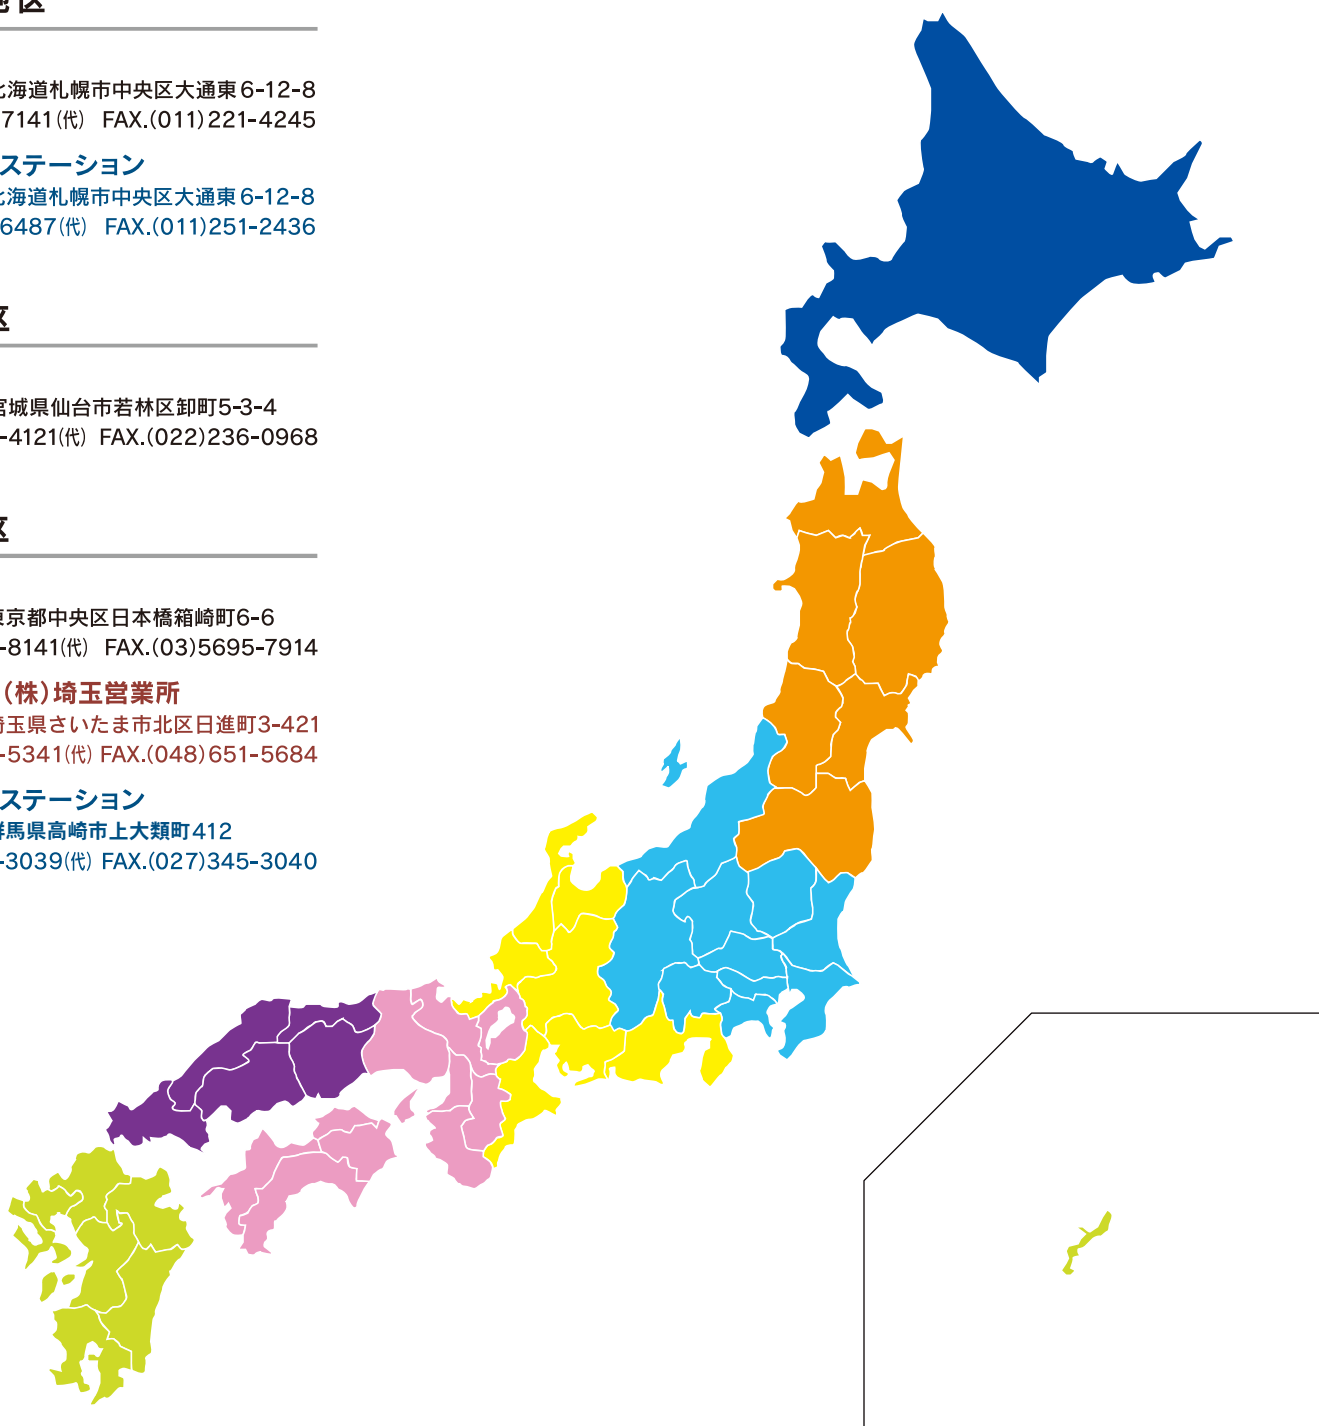 地区
北海道札幌市中央区大通東6-12-8
7141(代) FAX.(011)221-4245
ステーション
北海道札幌市中央区大通東6-12-8
6487(代) FAX.(011)251-2436
区
宮城県仙台市若林区卸町5-3-4
-4121(代) FAX.(022)236-0968
区
東京都中央区日本橋箱崎町6-6
-8141(代) FAX.(03)5695-7914
(株)埼玉営業所
埼玉県さいたま市北区日進町3-421
-5341(代) FAX.(048)651-5684
ステーション
群馬県高崎市上大類町412
-3039(代) FAX.(027)345-3040